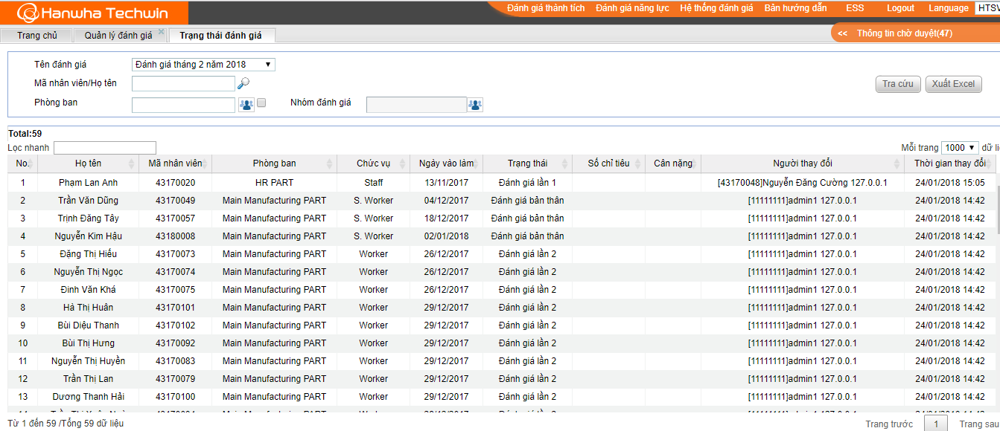 Hanwha Techwin
Đánh giá thành tích Đánh giá năng lực Hệ thống đánh giá Bản hướng dẫn ESS Logout Language HTSV
Trang chủ Quản lý đánh giá Trạng thái đánh giá << Thông tin chờ duyệt(47)
Tên đánh giá Đánh giá tháng 2 năm 2018
Mã nhân viên/Họ tên Tra cứu Xuất Excel
Phòng ban Nhóm đánh giá
Total:59
Lọc nhanh Mỗi trang 1000 dữ li
No. Họ tên Mã nhân viên Phòng ban Chức vụ Ngày vào làm Trạng thái Số chỉ tiêu Cân nặng Người thay đổi Thời gian thay đổi
1 Phạm Lan Anh 43170020 HR PART Staff 13/11/2017 Đánh giá lần 1 [43170048]Nguyễn Đăng Cường 127.0.0.1 24/01/2018 15:05
2 Trần Văn Dũng 43170049 Main Manufacturing PART S. Worker 04/12/2017 Đánh giá bản thân [11111111]admin1 127.0.0.1 24/01/2018 14:42
3 Trịnh Đăng Tây 43170057 Main Manufacturing PART S. Worker 18/12/2017 Đánh giá bản thân [11111111]admin1 127.0.0.1 24/01/2018 14:42
4 Nguyễn Kim Hậu 43180008 Main Manufacturing PART S. Worker 02/01/2018 Đánh giá bản thân [11111111]admin1 127.0.0.1 24/01/2018 14:42
5 Đặng Thị Hiếu 43170073 Main Manufacturing PART Worker 26/12/2017 Đánh giá lần 2 [11111111]admin1 127.0.0.1 24/01/2018 14:42
6 Nguyễn Thị Ngọc 43170074 Main Manufacturing PART Worker 26/12/2017 Đánh giá lần 2 [11111111]admin1 127.0.0.1 24/01/2018 14:42
7 Đinh Văn Khá 43170075 Main Manufacturing PART Worker 26/12/2017 Đánh giá lần 2 [11111111]admin1 127.0.0.1 24/01/2018 14:42
8 Hà Thị Huân 43170101 Main Manufacturing PART Worker 29/12/2017 Đánh giá lần 2 [11111111]admin1 127.0.0.1 24/01/2018 14:42
9 Bùi Diệu Thanh 43170102 Main Manufacturing PART Worker 29/12/2017 Đánh giá lần 2 [11111111]admin1 127.0.0.1 24/01/2018 14:42
10 Bùi Thị Hưng 43170092 Main Manufacturing PART Worker 29/12/2017 Đánh giá lần 2 [11111111]admin1 127.0.0.1 24/01/2018 14:42
11 Nguyễn Thị Huyền 43170083 Main Manufacturing PART Worker 29/12/2017 Đánh giá lần 2 [11111111]admin1 127.0.0.1 24/01/2018 14:42
12 Trần Thị Lan 43170079 Main Manufacturing PART Worker 29/12/2017 Đánh giá lần 2 [11111111]admin1 127.0.0.1 24/01/2018 14:42
13 Dương Thanh Hải 43170100 Main Manufacturing PART Worker 29/12/2017 Đánh giá lần 2 [11111111]admin1 127.0.0.1 24/01/2018 14:42
Từ 1 đến 59 /Tổng 59 dữ liệu Trang trước 1 Trang sau